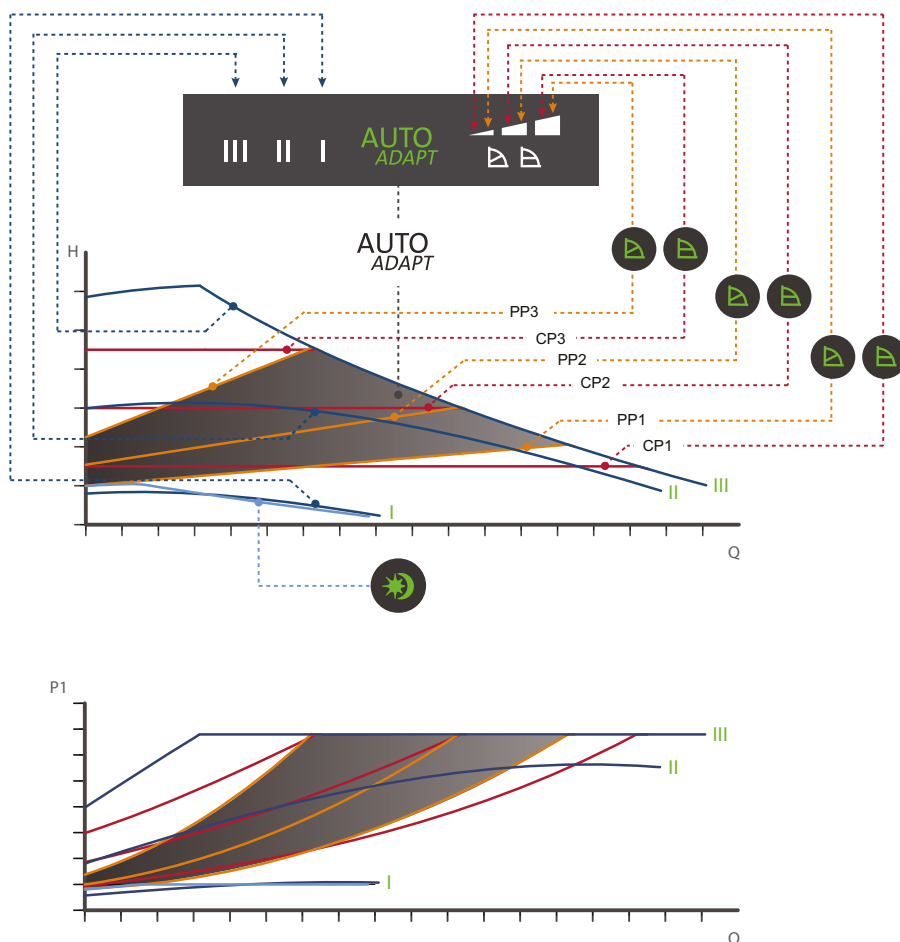 III II I AUTO
ADAPT
AUTO
ADAPT
H
PP3
CP3
PP2
CP2
PP1
CP1
III
II
I
Q
P1
III
II
I
Q